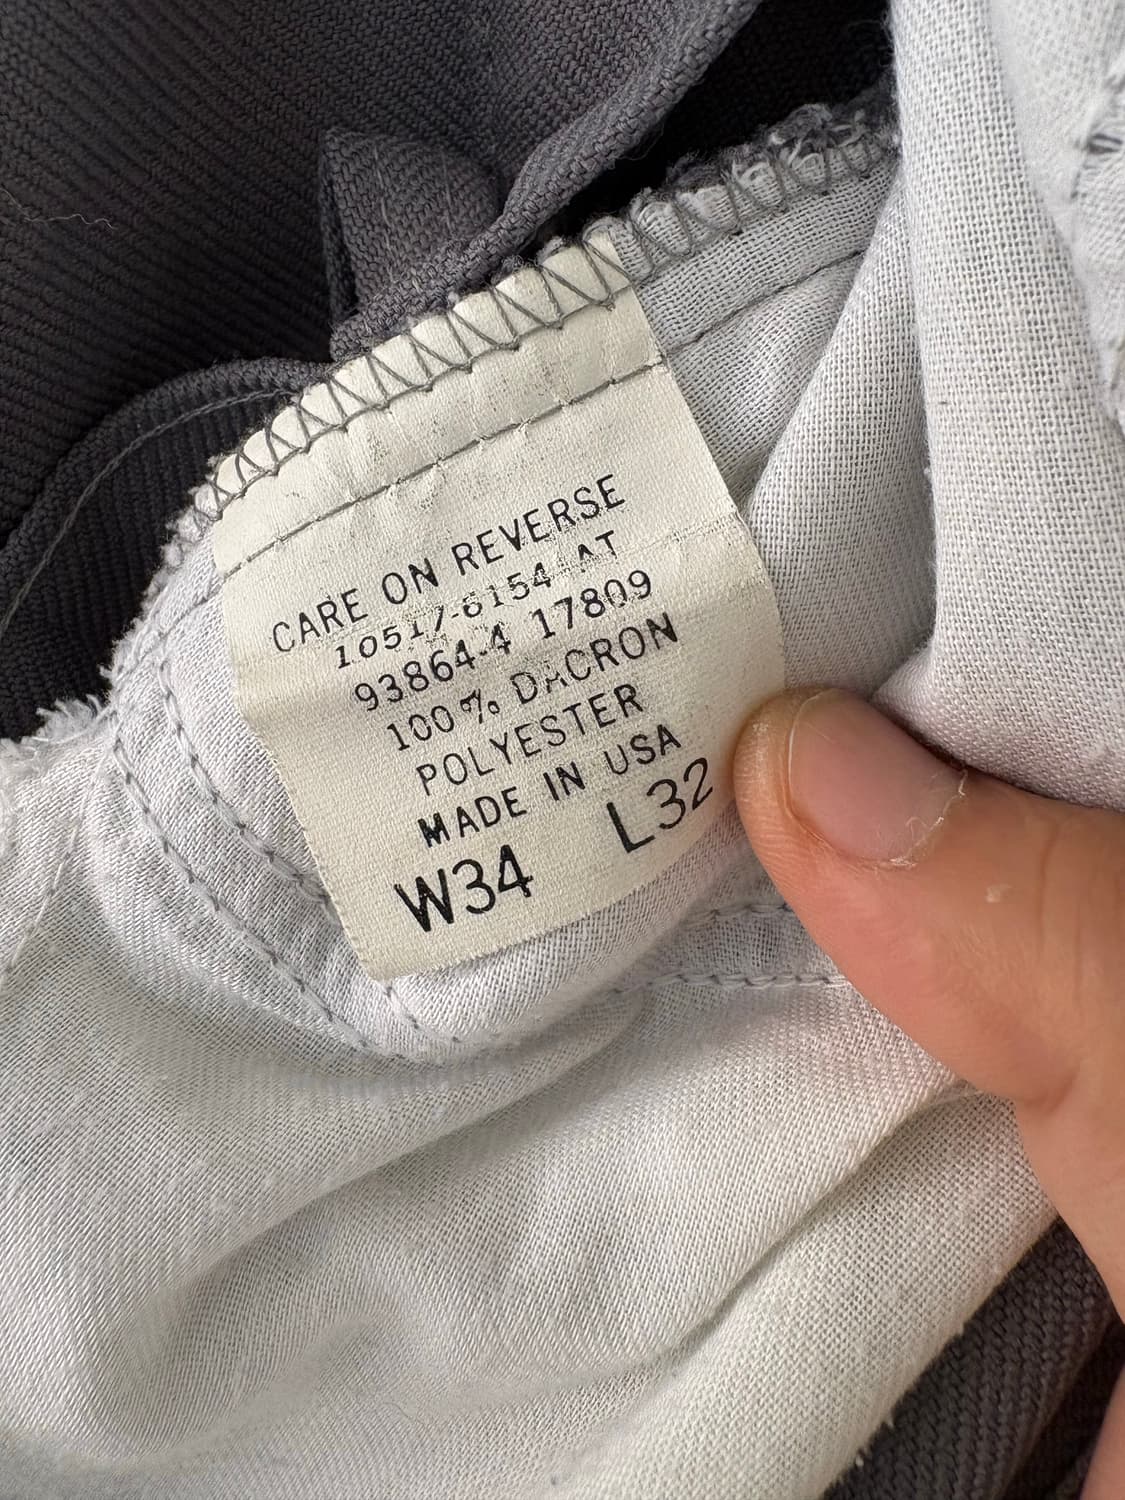 CARE ON REVERSE
10517-6154 AT
93864-4 17809
100% DACRON
POLYESTER
MADE IN USA
W34 L32